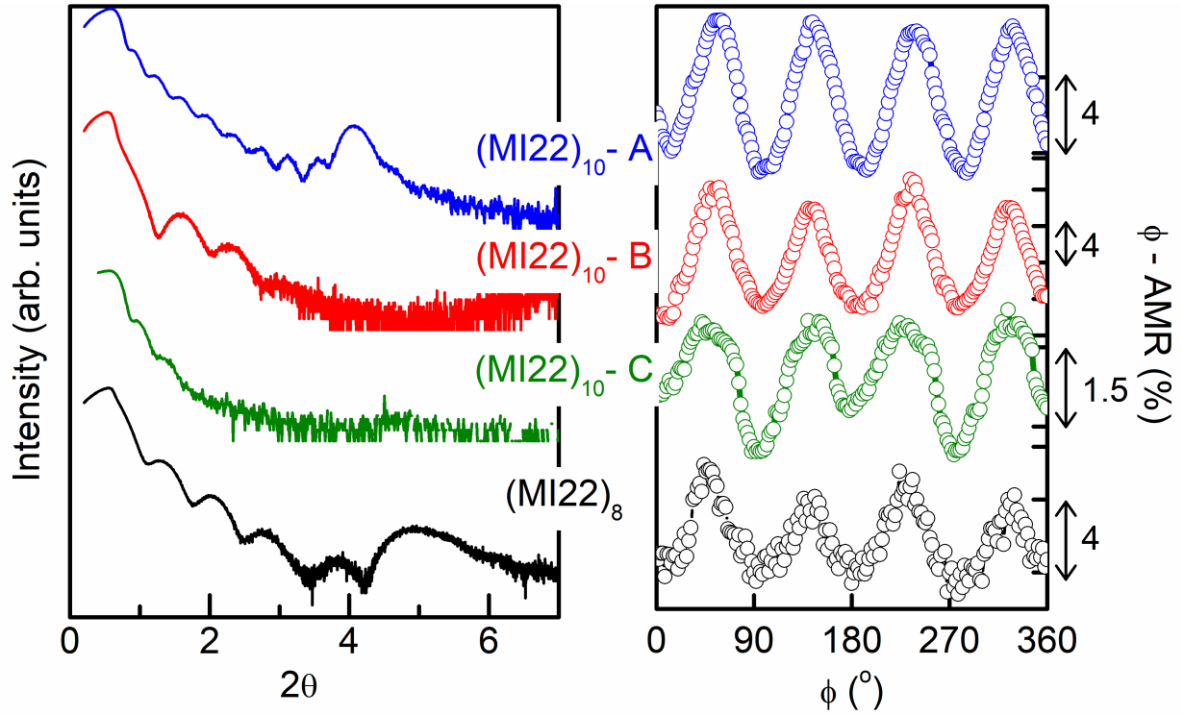 Intensity (arb. units)
(MI22)₁₀- A
(MI22)₁₀- B
(MI22)₁₀- C
(MI22)₈
0 2 4 6
2θ
4
4
1.5
4
ϕ - AMR (%)
0 90 180 270 360
ϕ (°)